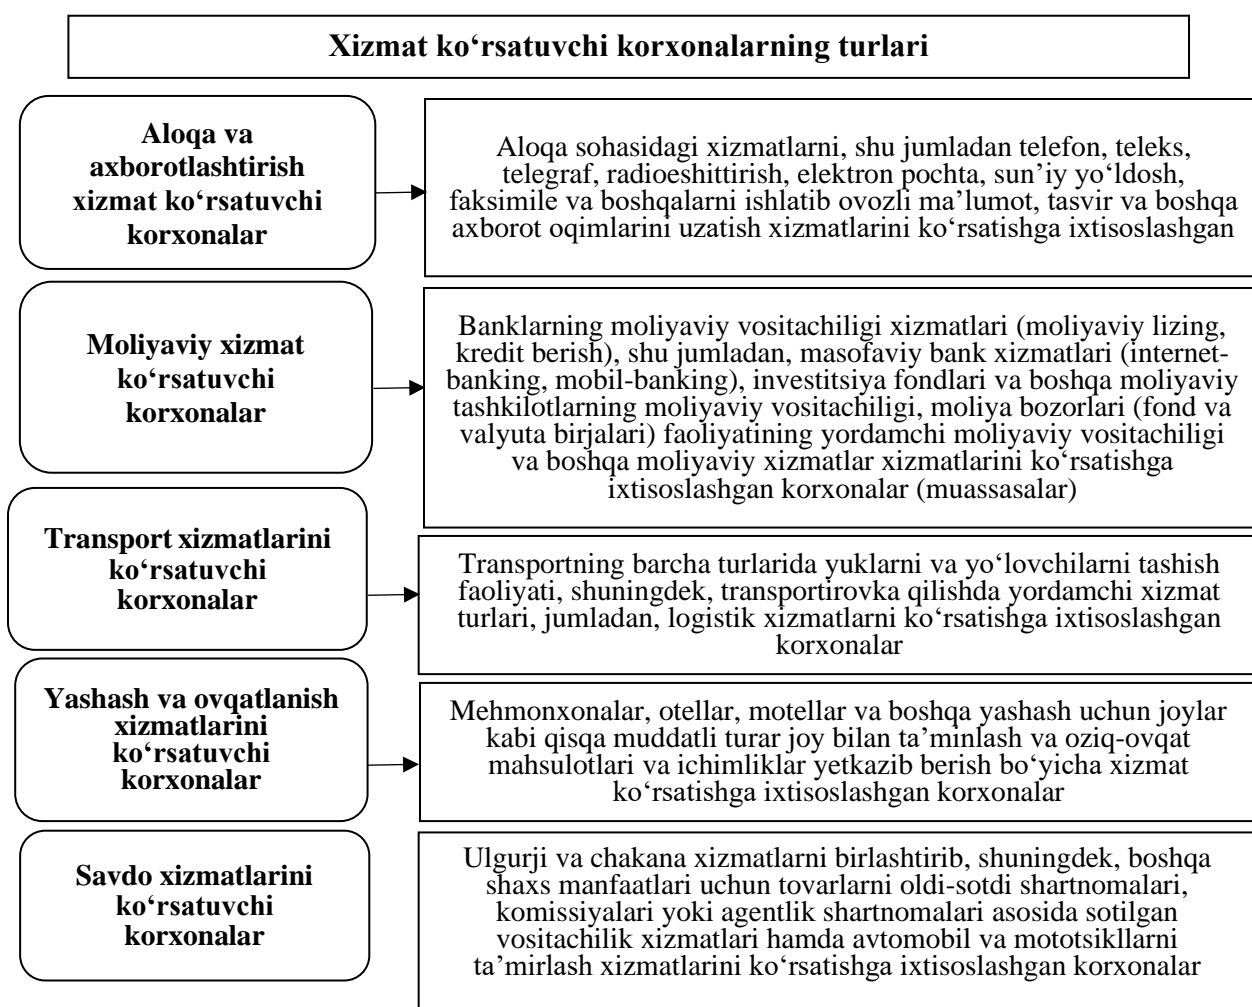 Xizmat ko‘rsatuvchi korxonalarning turlari
Aloqa va
axborotlashtirish
xizmat ko‘rsatuvchi
korxonalar
Aloqa sohasidagi xizmatlarni, shu jumladan telefon, teleks,
telegraf, radioeshittirish, elektron pochta, sun’iy yo‘ldosh,
faksimile va boshqalarni ishlatib ovozli ma’lumot, tasvir va boshqa
axborot oqimlarini uzatish xizmatlarini ko‘rsatishga ixtisoslashgan
Moliyaviy xizmat
ko‘rsatuvchi
korxonalar
Banklarning moliyaviy vositachiligi xizmatlari (moliyaviy lizing,
kredit berish), shu jumladan, masofaviy bank xizmatlari (internet-
banking, mobil-banking), investitsiya fondlari va boshqa moliyaviy
tashkilotlarning moliyaviy vositachiligi, moliya bozorlari (fond va
valyuta birjalari) faoliyatining yordamchi moliyaviy vositachiligi
va boshqa moliyaviy xizmatlar xizmatlarini ko‘rsatishga
ixtisoslashgan korxonalar (muassasalar)
Transport xizmatlarini
ko‘rsatuvchi
korxonalar
Transportning barcha turlarida yuklarni va yo‘lovchilarni tashish
faoliyati, shuningdek, transportirovka qilishda yordamchi xizmat
turlari, jumladan, logistik xizmatlarni ko‘rsatishga ixtisoslashgan
korxonalar
Yashash va ovqatlanish
xizmatlarini
ko‘rsatuvchi
korxonalar
Mehmonxonalar, otellar, motellar va boshqa yashash uchun joylar
kabi qisqa muddatli turar joy bilan ta’minlash va oziq-ovqat
mahsulotlari va ichimliklar yetkazib berish bo‘yicha xizmat
ko‘rsatishga ixtisoslashgan korxonalar
Savdo xizmatlarini
ko‘rsatuvchi
korxonalar
Ulgurji va chakana xizmatlarni birlashtirib, shuningdek, boshqa
shaxs manfaatlari uchun tovarlarni oldi-sotdi shartnomalari,
komissiyalari yoki agentlik shartnomalari asosida sotilgan
vositachilik xizmatlari hamda avtomobil va mototsikllarni
ta’mirlash xizmatlarini ko‘rsatishga ixtisoslashgan korxonalar